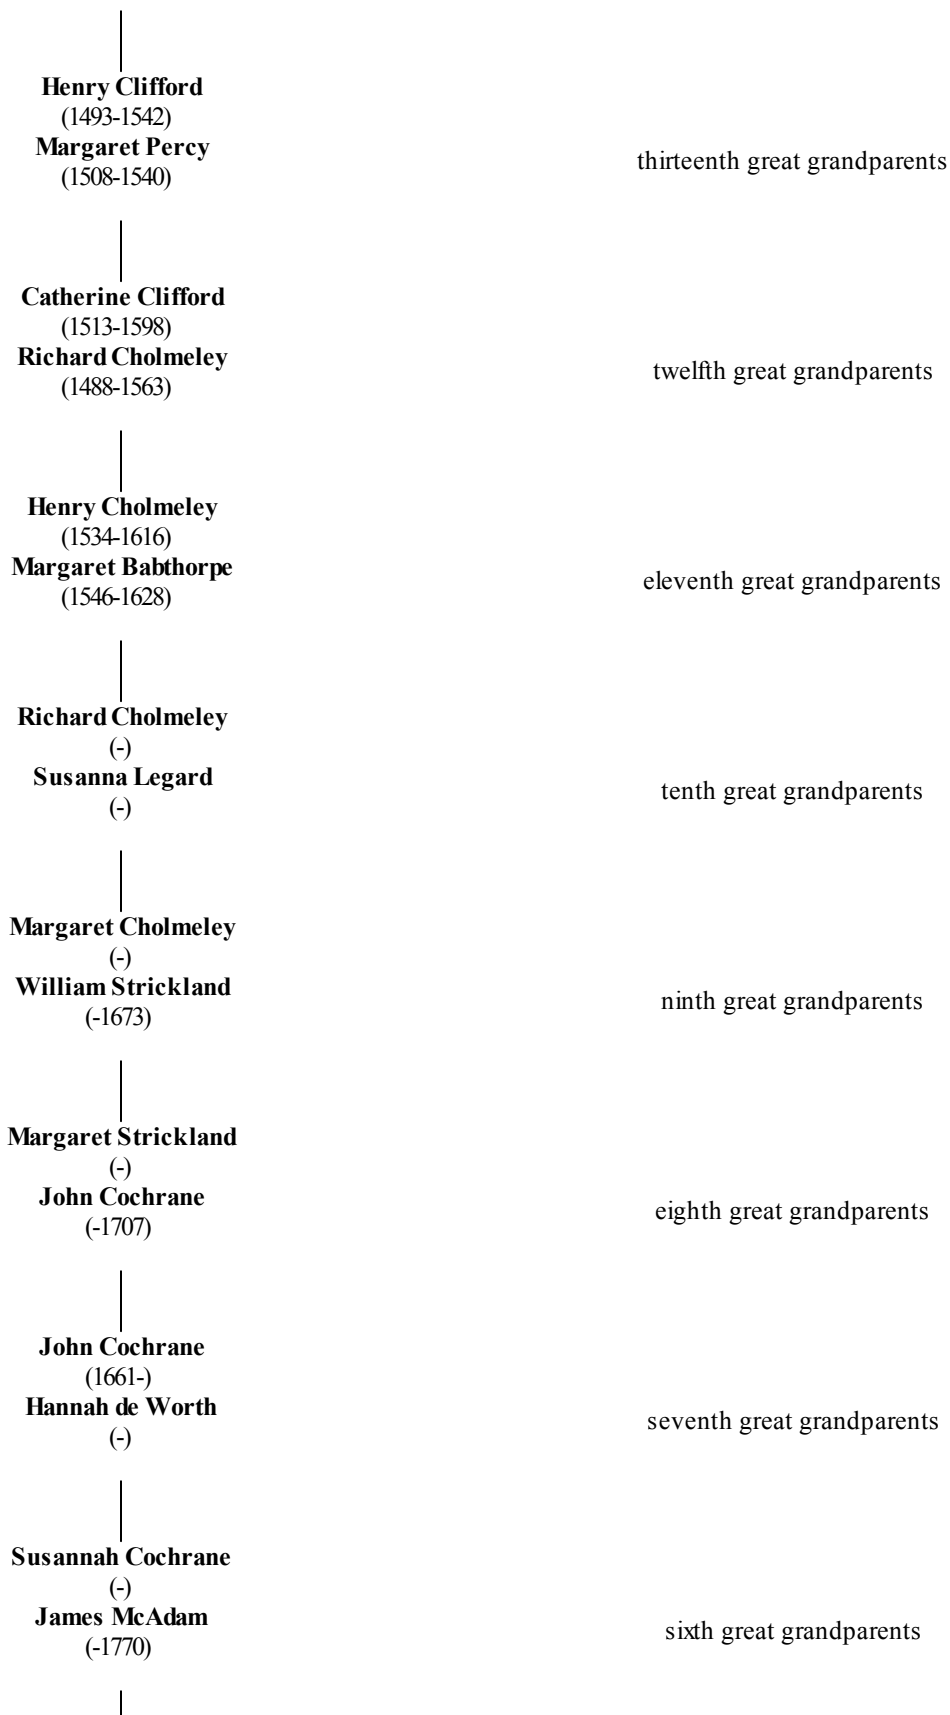 Henry Clifford
(1493-1542)
Margaret Percy
(1508-1540)
thirteenth great grandparents
Catherine Clifford
(1513-1598)
Richard Cholmeley
(1488-1563)
twelfth great grandparents
Henry Cholmeley
(1534-1616)
Margaret Babthorpe
(1546-1628)
eleventh great grandparents
Richard Cholmeley
(-)
Susanna Legard
(-)
tenth great grandparents
Margaret Cholmeley
(-)
William Strickland
(-1673)
ninth great grandparents
Margaret Strickland
(-)
John Cochrane
(-1707)
eighth great grandparents
John Cochrane
(1661-)
Hannah de Worth
(-)
seventh great grandparents
Susannah Cochrane
(-)
James McAdam
(-1770)
sixth great grandparents